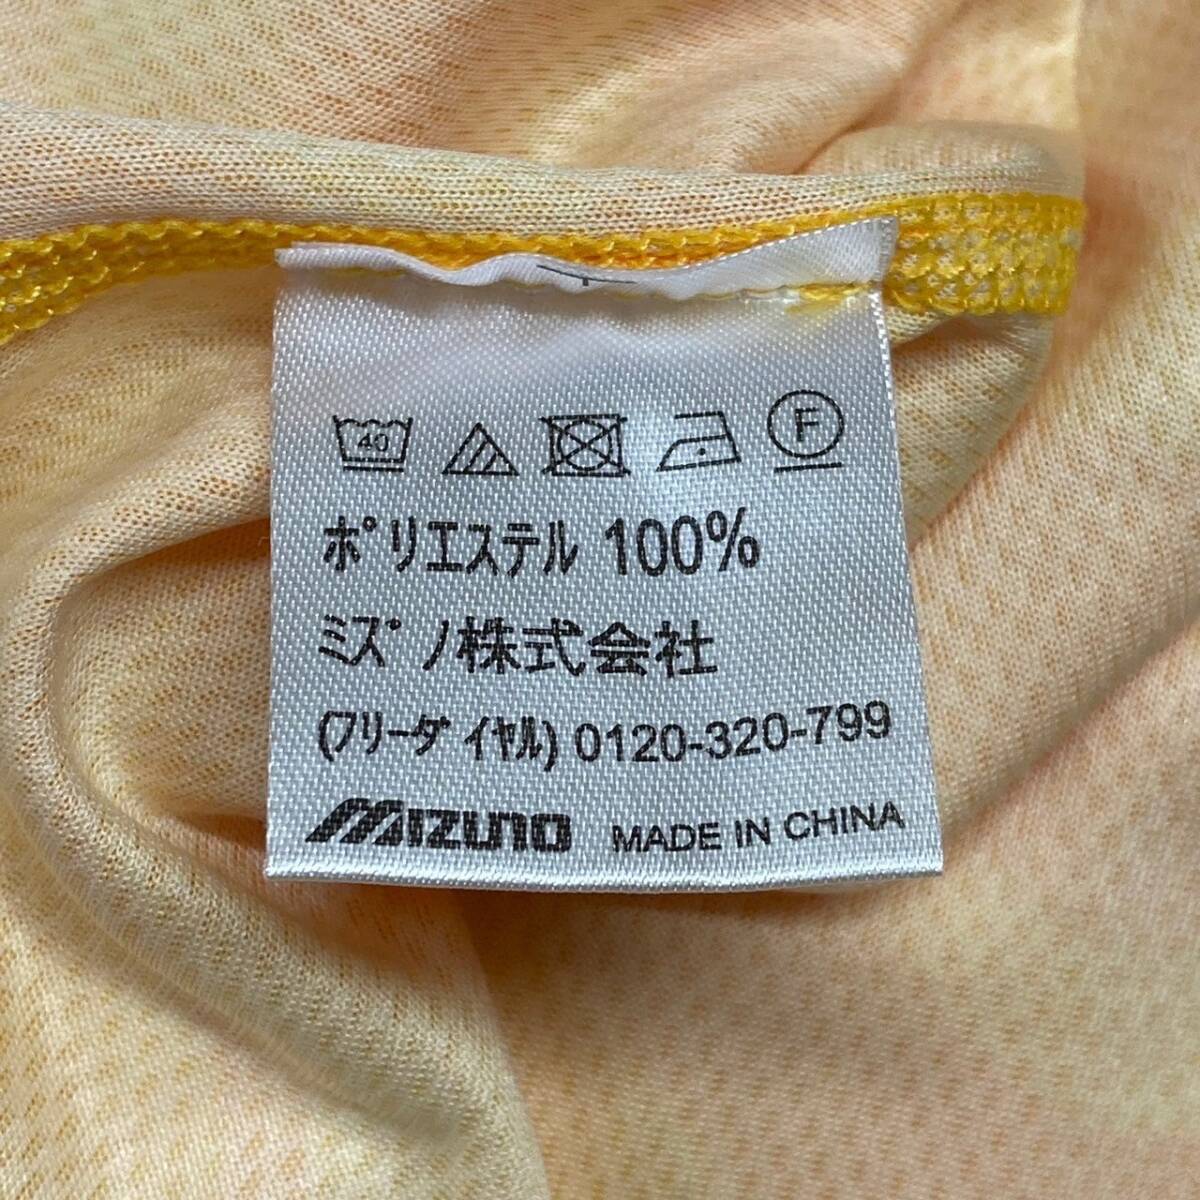 40 F
ポリエステル 100%
ミズノ株式会社
(フリーダイヤル) 0120-320-799
MIZUNO MADE IN CHINA